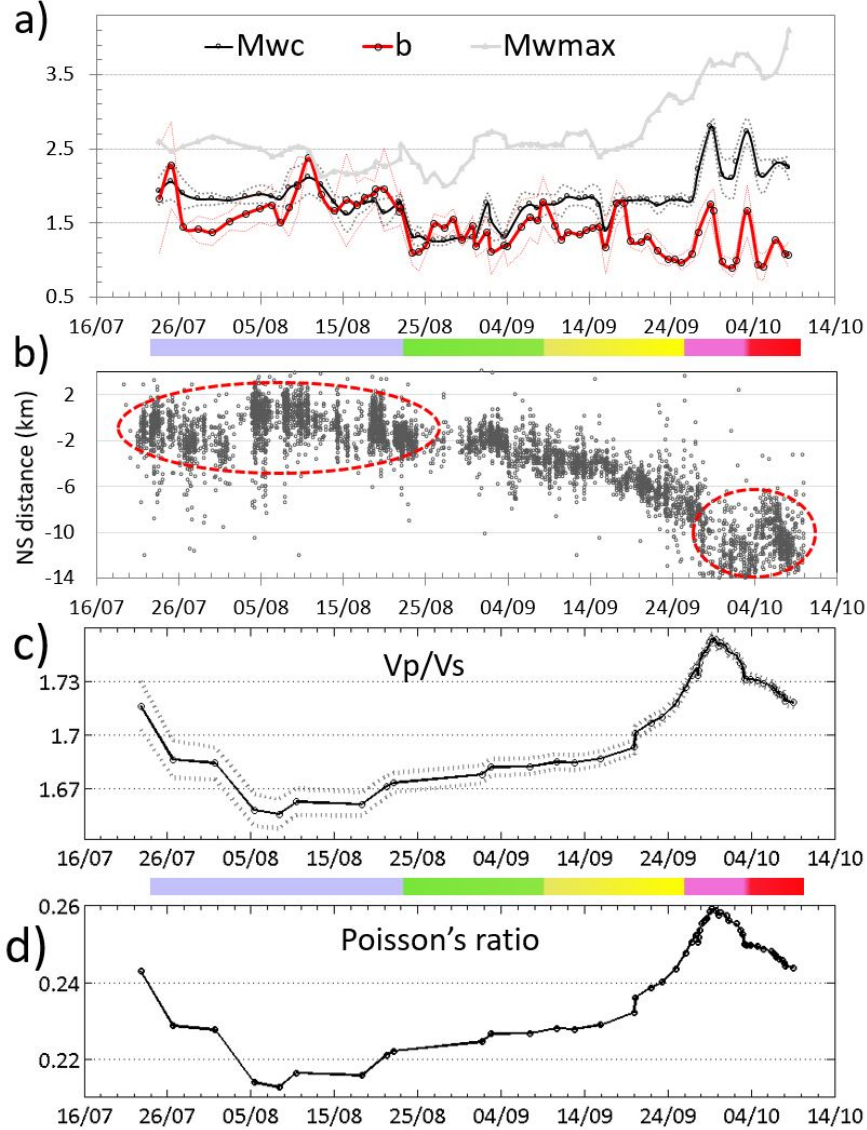 a)
Mwc b Mwmax
3.5
2.5
1.5
0.5
16/07 26/07 05/08 15/08 25/08 04/09 14/09 24/09 04/10 14/10
b)
NS distance (km)
2
-2
-6
-10
-14
16/07 26/07 05/08 15/08 25/08 04/09 14/09 24/09 04/10 14/10
c)
Vp/Vs
1.73
1.7
1.67
16/07 26/07 05/08 15/08 25/08 04/09 14/09 24/09 04/10 14/10
d)
Poisson's ratio
0.26
0.24
0.22
16/07 26/07 05/08 15/08 25/08 04/09 14/09 24/09 04/10 14/10